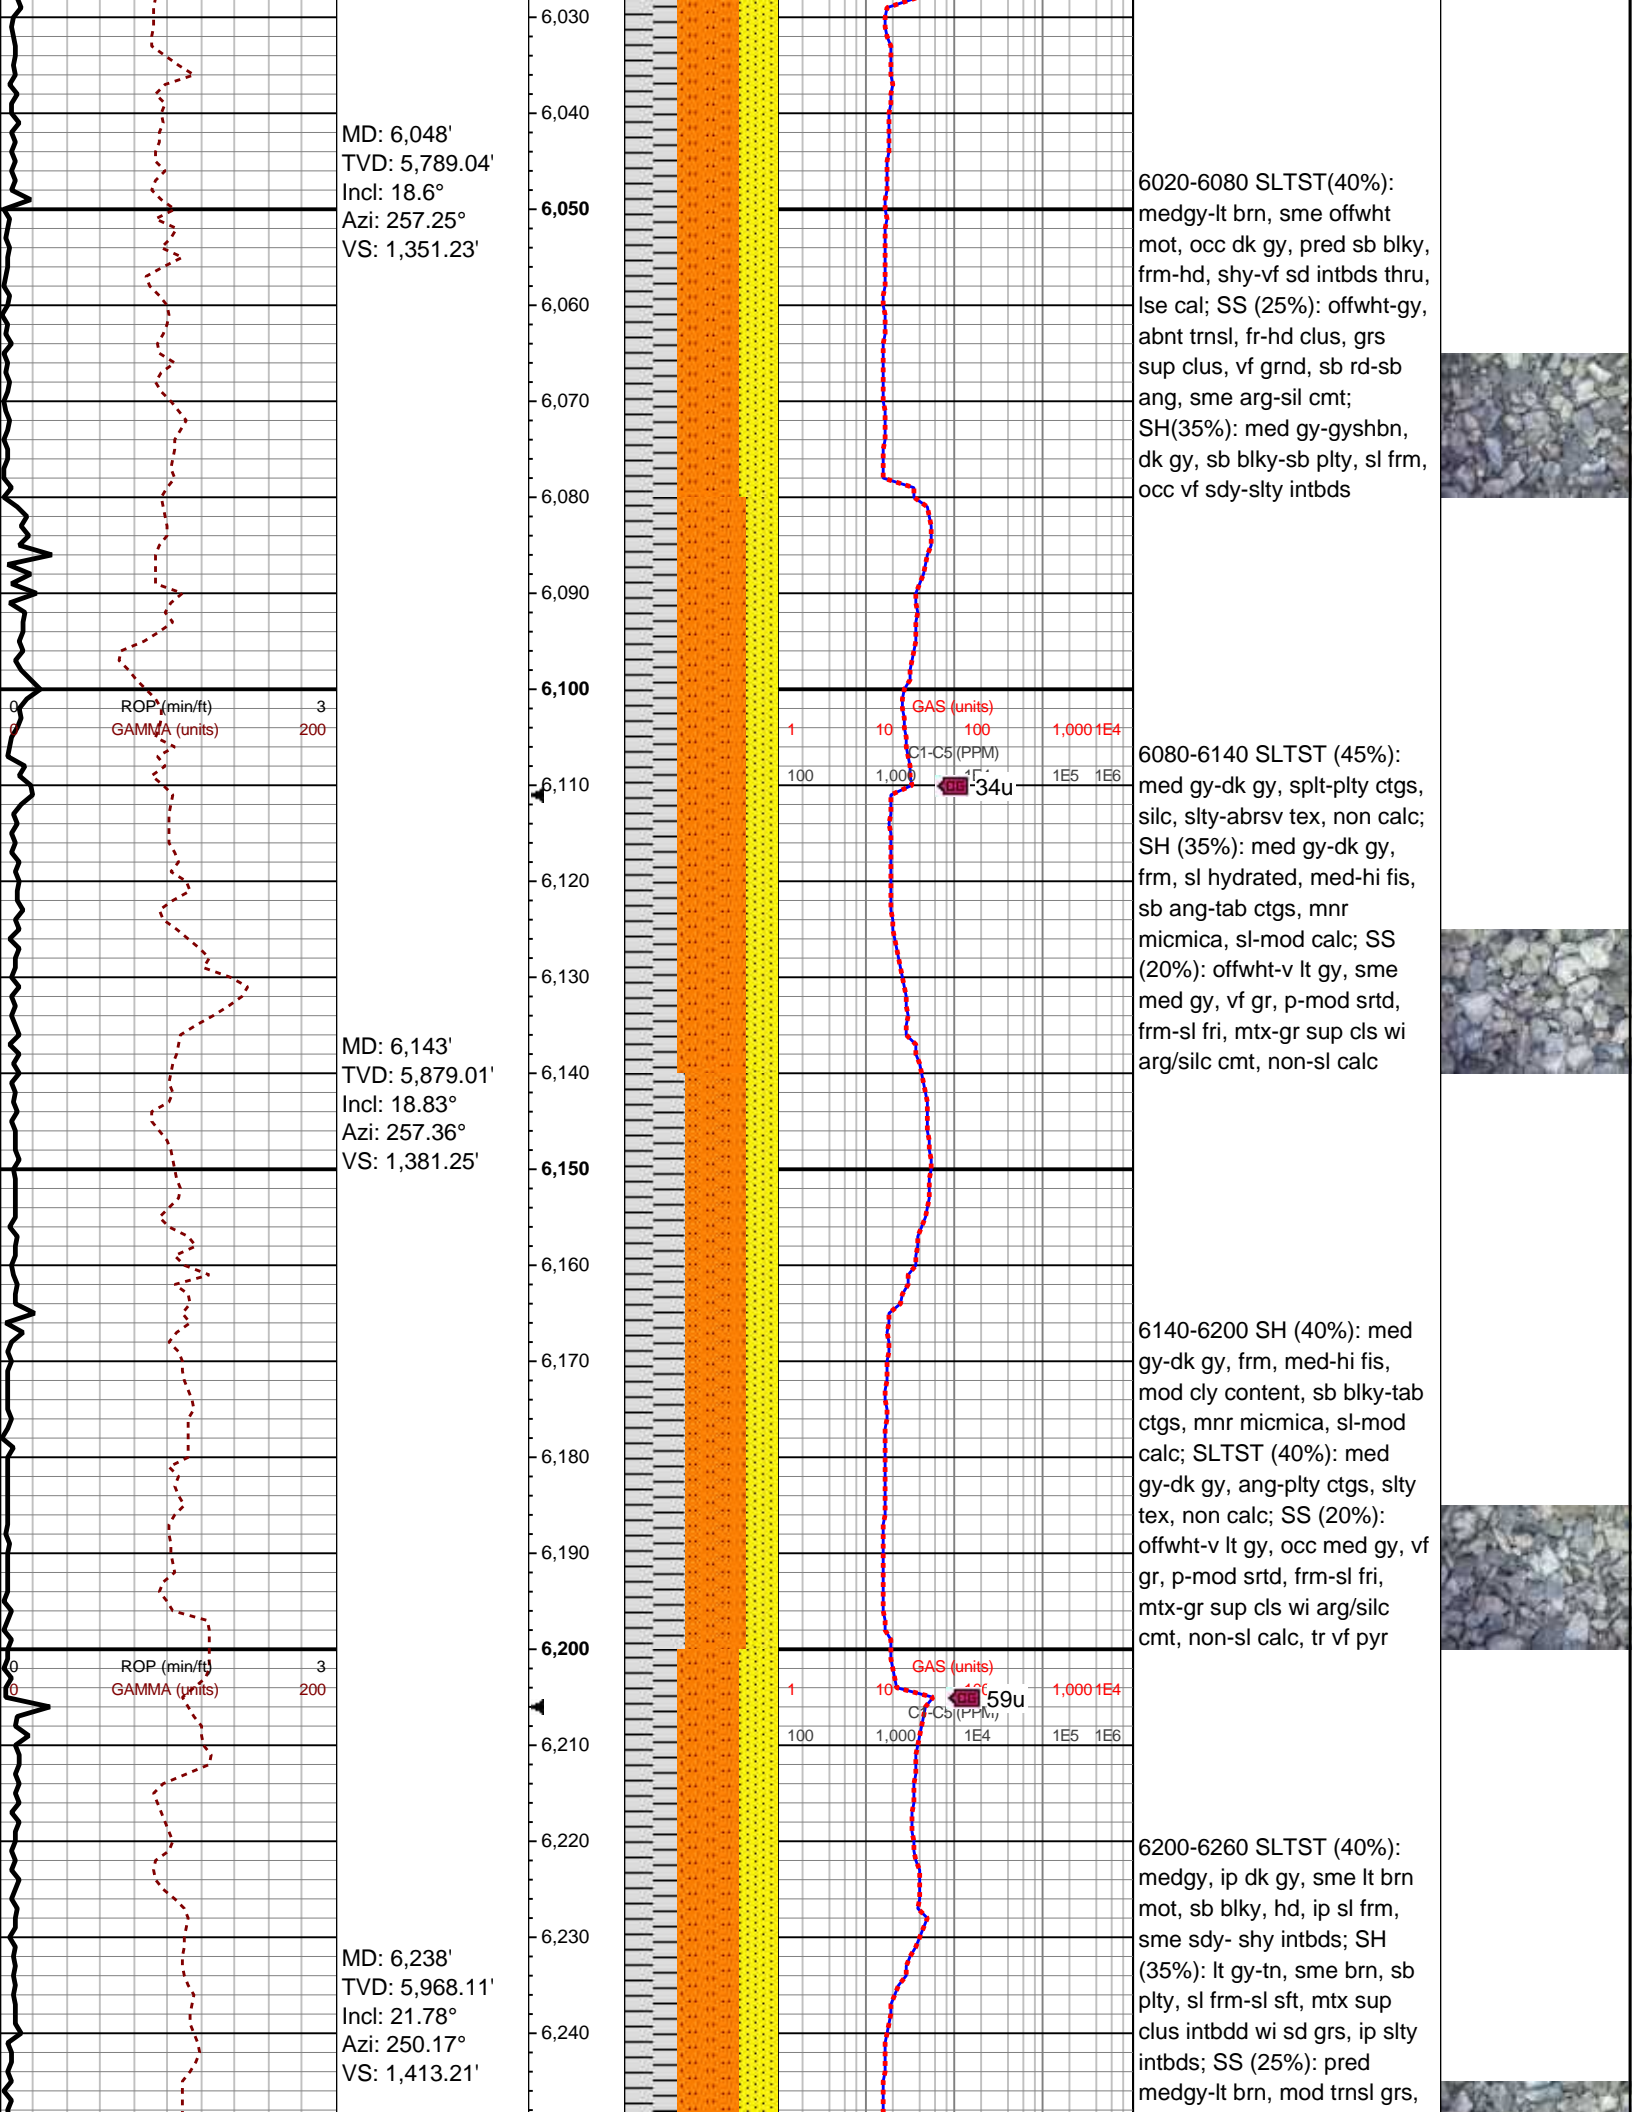 6,030
6,040
MD: 6,048'
TVD: 5,789.04'
Incl: 18.6°
Azi: 257.25°
VS: 1,351.23'
6,050
6,060
6,070
6,080
6,090
6,100
6020-6080 SLTST(40%):
medgy-lt brn, sme offwht
mot, occ dk gy, pred sb blky,
frm-hd, shy-vf sd intbds thru,
lse cal; SS (25%): offwht-gy,
abnt trnsl, fr-hd clus, grs
sup clus, vf grnd, sb rd-sb
ang, sme arg-sil cmt;
SH(35%): med gy-gyshbn,
dk gy, sb blky-sb plty, sl frm,
occ vf sdy-slty intbds
0 ROP (min/ft) 3
0 GAMMA (units) 200
GAS (units)
1 10 100 1,000 1E4
C1-C5 (PPM)
100 1,000 1E4 1E5 1E6
CG 34u
6,110
6,120
6,130
6,140
6,150
6,160
6,170
6,180
6,190
6,200
6080-6140 SLTST (45%):
med gy-dk gy, splt-plty ctgs,
silc, slty-abrsv tex, non calc;
SH (35%): med gy-dk gy,
frm, sl hydrated, med-hi fis,
sb ang-tab ctgs, mnr
micmica, sl-mod calc; SS
(20%): offwht-v lt gy, sme
med gy, vf gr, p-mod srtd,
frm-sl fri, mtx-gr sup cls wi
arg/silc cmt, non-sl calc
MD: 6,143'
TVD: 5,879.01'
Incl: 18.83°
Azi: 257.36°
VS: 1,381.25'
6140-6200 SH (40%): med
gy-dk gy, frm, med-hi fis,
mod cly content, sb blky-tab
ctgs, mnr micmica, sl-mod
calc; SLTST (40%): med
gy-dk gy, ang-plty ctgs, slty
tex, non calc; SS (20%):
offwht-v lt gy, occ med gy, vf
gr, p-mod srtd, frm-sl fri,
mtx-gr sup cls wi arg/silc
cmt, non-sl calc, tr vf pyr
0 ROP (min/ft) 3
GAMMA (units) 200
GAS (units)
1 10 100 1,000 1E4
CG 59u
C1-C5 (PPM)
100 1,000 1E4 1E5 1E6
6,210
6,220
6,230
6,240
MD: 6,238'
TVD: 5,968.11'
Incl: 21.78°
Azi: 250.17°
VS: 1,413.21'
6200-6260 SLTST (40%):
medgy, ip dk gy, sme lt brn
mot, sb blky, hd, ip sl frm,
sme sdy- shy intbds; SH
(35%): lt gy-tn, sme brn, sb
plty, sl frm-sl sft, mtx sup
clus intbdd wi sd grs, ip slty
intbds; SS (25%): pred
medgy-lt brn, mod trnsl grs,